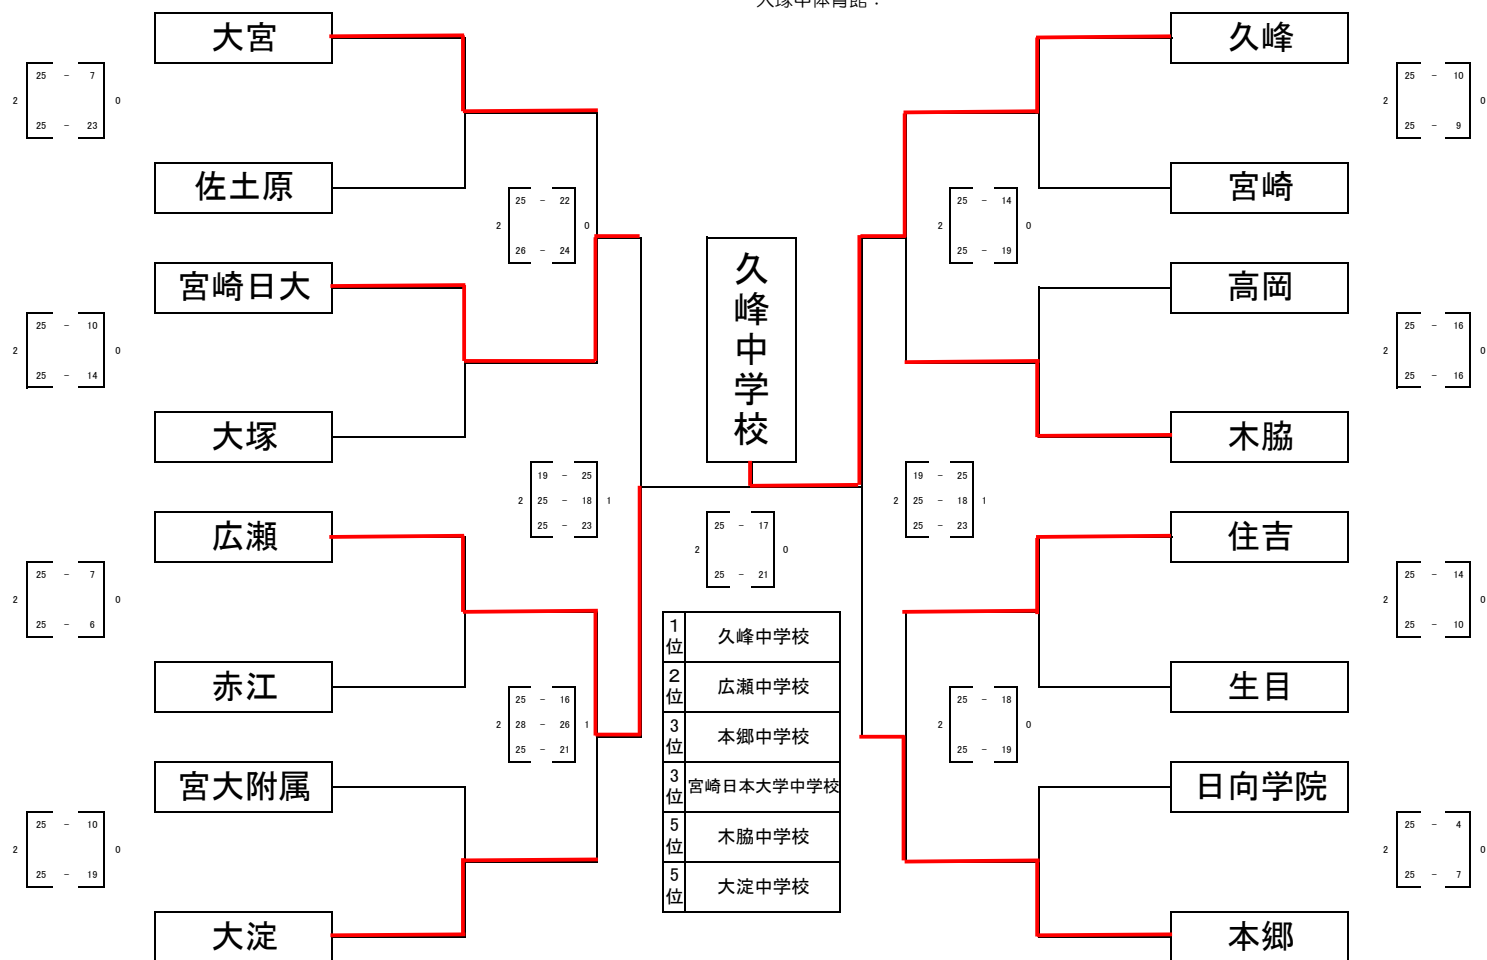 大塚中体育館：
大宮
久峰
25 - 7
2 0
25 - 23
25 - 10
2 0
25 - 9
佐土原
宮崎
25 - 22
2 0
26 - 24
25 - 14
2 0
25 - 19
久峰中学校
宮崎日大
高岡
25 - 10
2 0
25 - 14
25 - 16
2 0
25 - 16
大塚
木脇
19 - 25
2 25 - 18 1
25 - 23
19 - 25
2 25 - 18 1
25 - 23
広瀬
住吉
25 - 17
2 0
25 - 21
25 - 7
2 0
25 - 6
25 - 14
2 0
25 - 10
1位 久峰中学校
2位 広瀬中学校
3位 本郷中学校
3位 宮崎日本大学中学校
5位 木脇中学校
5位 大淀中学校
赤江
生目
25 - 16
2 28 - 26 1
25 - 21
25 - 18
2 0
25 - 19
宮大附属
日向学院
25 - 10
2 0
25 - 19
25 - 4
2 0
25 - 7
大淀
本郷